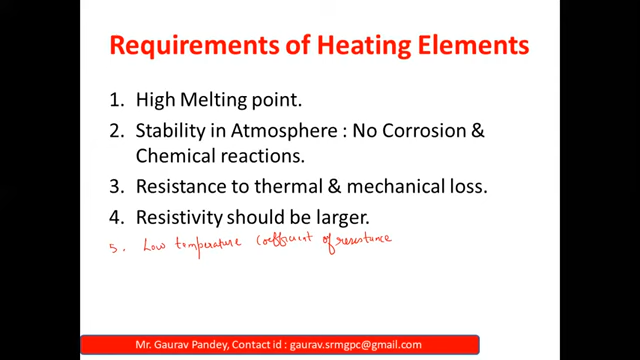 Requirements of Heating Elements
1. High Melting point.
2. Stability in Atmosphere : No Corrosion &
Chemical reactions.
3. Resistance to thermal & mechanical loss.
4. Resistivity should be larger.
5. Low temperature coefficient of resistance
Mr. Gaurav Pandey, Contact id : gaurav.srmgpc@gmail.com